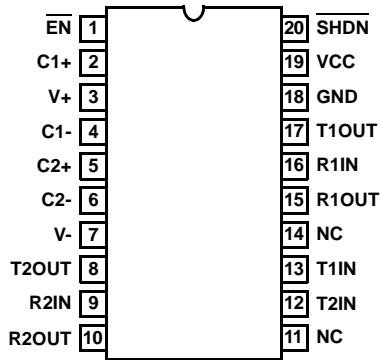 EN 1 20 SHDN
C1+ 2 19 VCC
V+ 3 18 GND
C1- 4 17 T1OUT
C2+ 5 16 R1IN
C2- 6 15 R1OUT
V- 7 14 NC
T2OUT 8 13 T1IN
R2IN 9 12 T2IN
R2OUT 10 11 NC